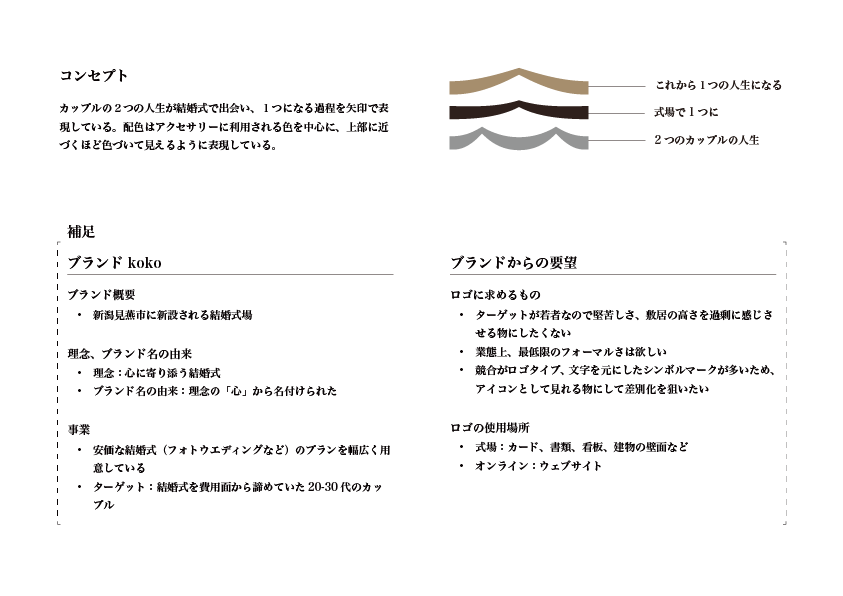 コンセプト
カップルの２つの人生が結婚式で出会い、１つになる過程を矢印で表
現している。配色はアクセサリーに利用される色を中心に、上部に近
づくほど色づいて見えるように表現している。
これから１つの人生になる
式場で１つに
２つのカップルの人生
補足
ブランド koko
ブランド概要
• 新潟見燕市に新設される結婚式場
理念、ブランド名の由来
• 理念：心に寄り添う結婚式
• ブランド名の由来：理念の「心」から名付けられた
事業
• 安価な結婚式（フォトウエディングなど）のプランを幅広く用
意している
• ターゲット：結婚式を費用面から諦めていた 20-30 代のカッ
プル
ブランドからの要望
ロゴに求めるもの
• ターゲットが若者なので堅苦しさ、敷居の高さを過剰に感じさ
せる物にしたくない
• 業態上、最低限のフォーマルさは欲しい
• 競合がロゴタイプ、文字を元にしたシンボルマークが多いため、
アイコンとして見れる物にして差別化を狙いたい
ロゴの使用場所
• 式場：カード、書類、看板、建物の壁面など
• オンライン：ウェブサイト